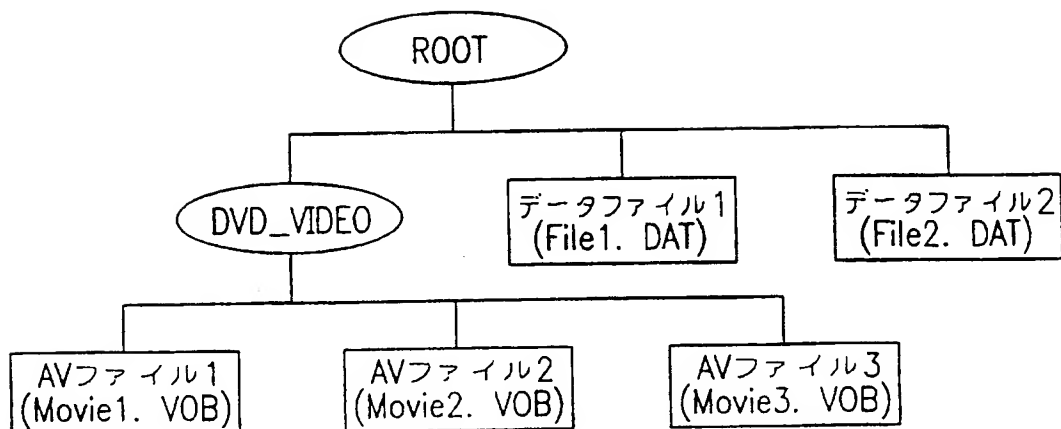 ROOT
DVD_VIDEO
データファイル1
(File1. DAT)
データファイル2
(File2. DAT)
AVファイル1
(Movie1. VOB)
AVファイル2
(Movie2. VOB)
AVファイル3
(Movie3. VOB)